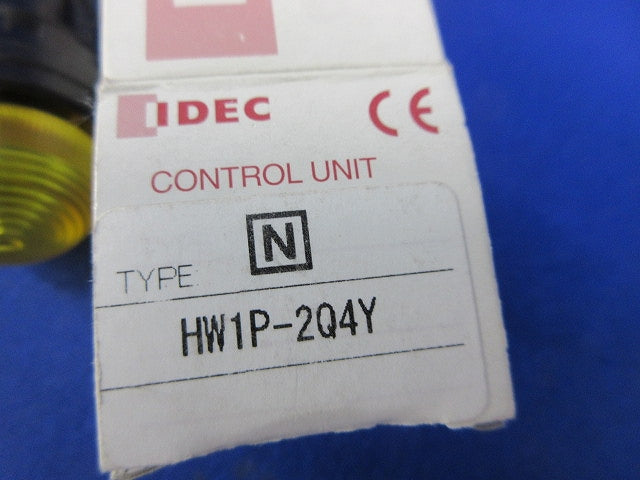 IDEC CE
CONTROL UNIT
N
TYPE
HW1P-2Q4Y